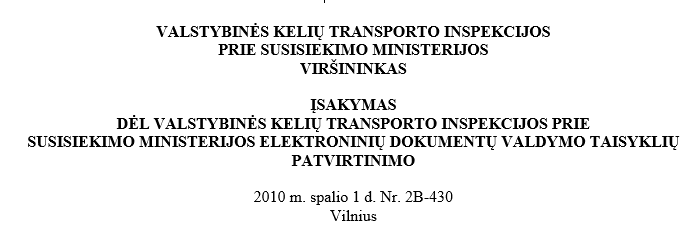 VALSTYBINĖS KELIŲ TRANSPORTO INSPEKCIJOS
PRIE SUSISIEKIMO MINISTERIJOS
VIRŠININKAS
ĮSAKYMAS
DĖL VALSTYBINĖS KELIŲ TRANSPORTO INSPEKCIJOS PRIE
SUSISIEKIMO MINISTERIJOS ELEKTRONINIŲ DOKUMENTŲ VALDYMO TAISYKLIŲ
PATVIRTINIMO
2010 m. spalio 1 d. Nr. 2B-430
Vilnius